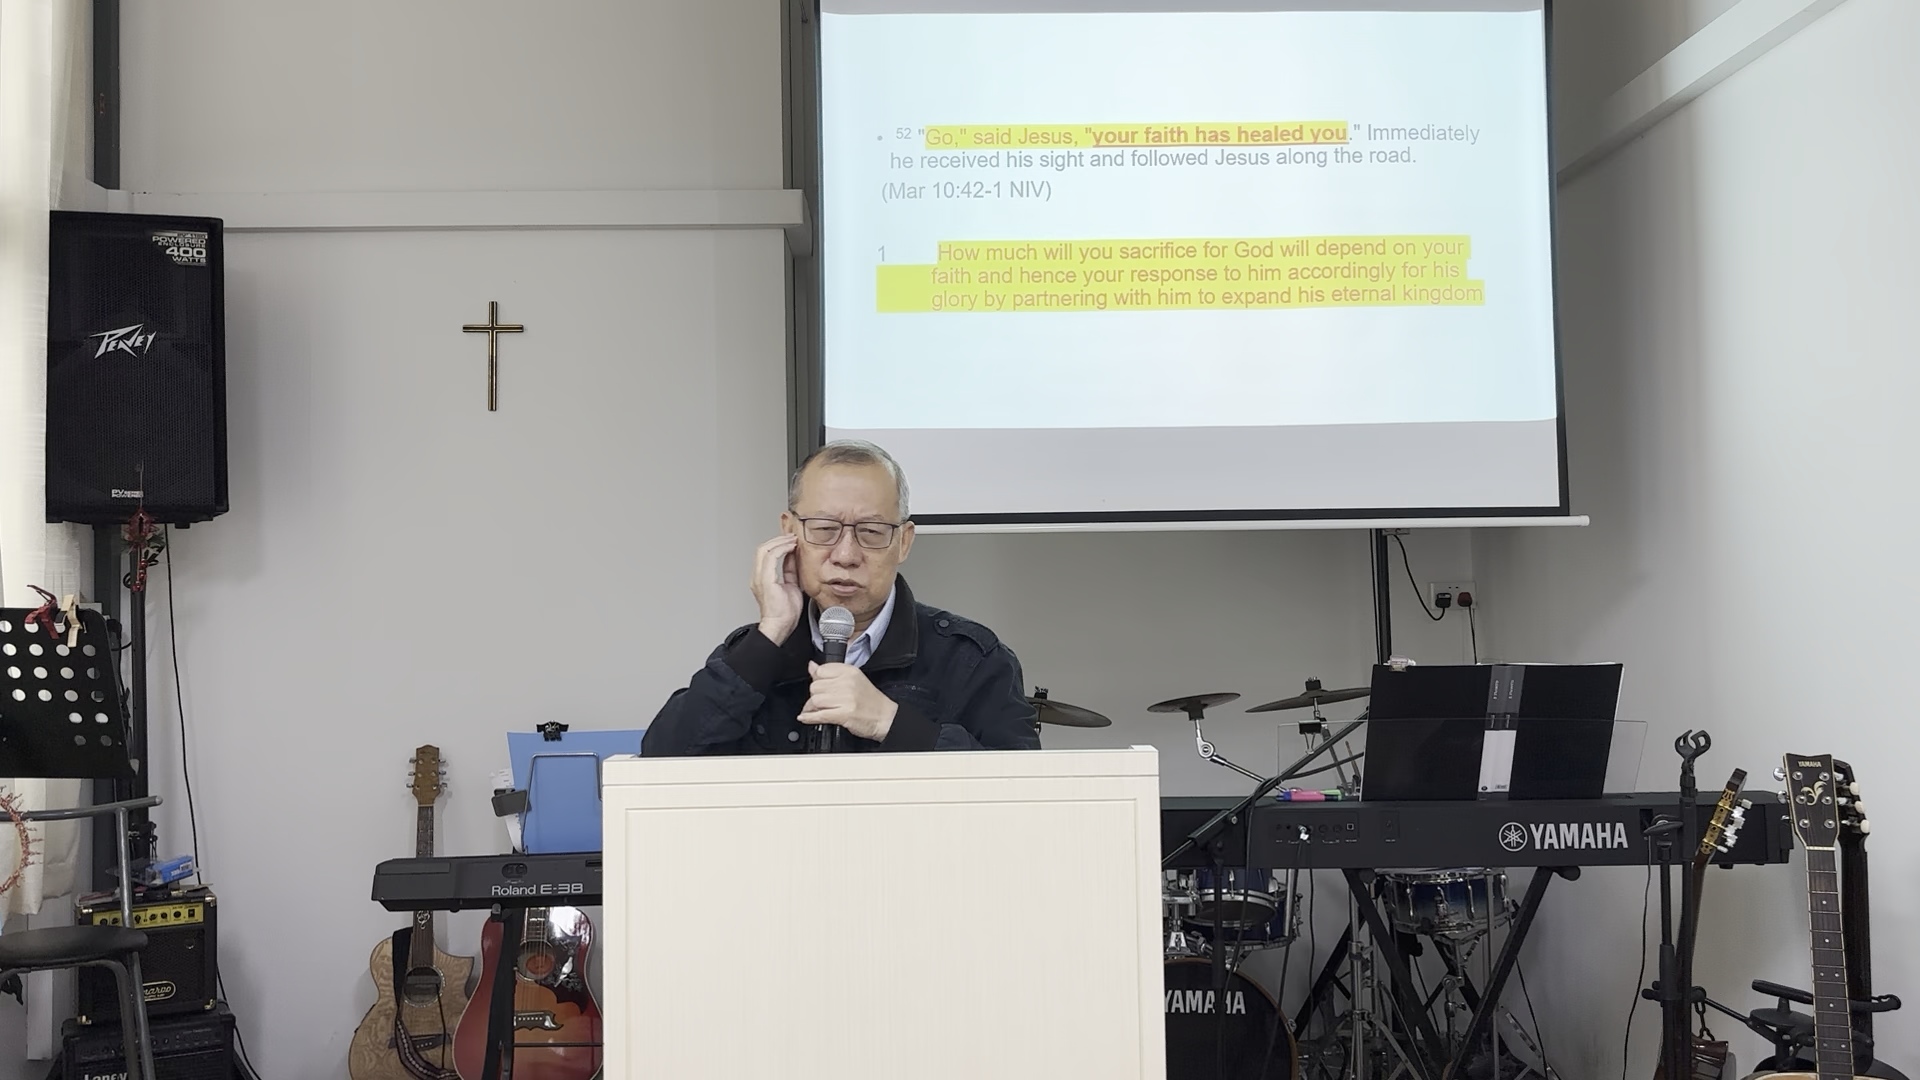 • 52 "Go," said Jesus, "your faith has healed you." Immediately
he received his sight and followed Jesus along the road.
(Mar 10:42-1 NIV)
1 How much will you sacrifice for God will depend on your
faith and hence your response to him accordingly for his
glory by partnering with him to expand his eternal kingdom
POWERED
ENCLOSURE
400
WATTS
PEAVEY
POWERED
YAMAHA
YAMAHA
Roland E-38
YAMAHA
Laney